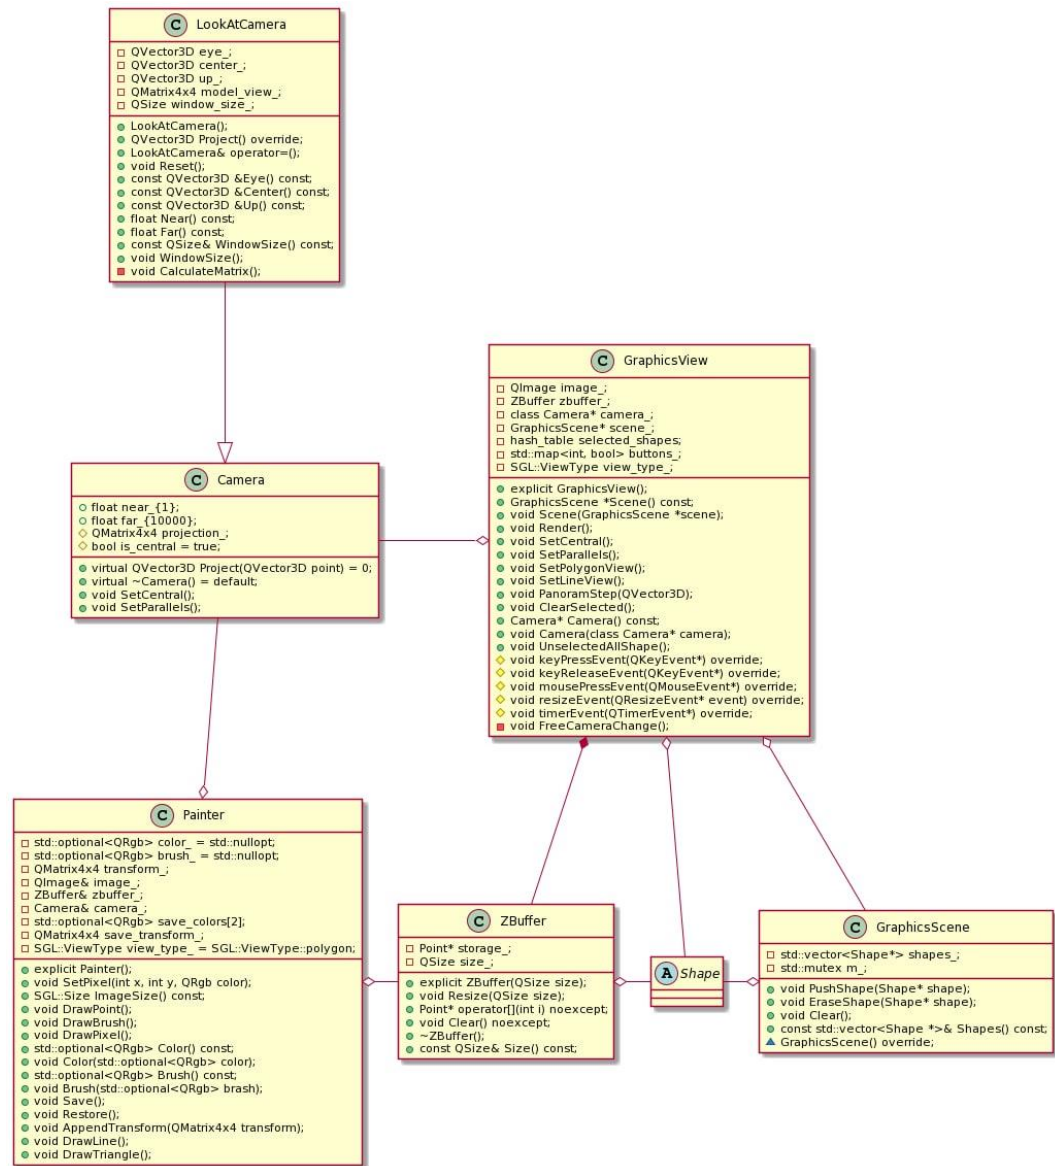 C LookAtCamera
QVector3D eye_;
QVector3D center_;
QVector3D up_;
QMatrix4x4 model_view_;
QSize window_size_;
LookAtCamera();
QVector3D Project() override;
LookAtCamera& operator=();
void Reset();
const QVector3D &Eye() const;
const QVector3D &Center() const;
const QVector3D &Up() const;
float Near() const;
float Far() const;
const QSize& WindowSize() const;
void WindowSize();
void CalculateMatrix();
C GraphicsView
QImage image_;
ZBuffer zbuffer_;
class Camera* camera_;
GraphicsScene* scene_;
hash_table selected_shapes;
std::map<int, bool> buttons_;
SGL::ViewType view_type_;
explicit GraphicsView();
GraphicsScene *Scene() const;
void Scene(GraphicsScene *scene);
void Render();
void SetCentral();
void SetParallels();
void SetPolygonView();
void SetLineView();
void PanoramStep(QVector3D);
void ClearSelected();
Camera* Camera() const;
void Camera(class Camera* camera);
void UnselectedAllShape();
void keyPressEvent(QKeyEvent*) override;
void keyReleaseEvent(QKeyEvent*) override;
void mousePressEvent(QMouseEvent*) override;
void resizeEvent(QResizeEvent* event) override;
void timerEvent(QTimerEvent*) override;
void FreeCameraChange();
C Camera
float near_{1};
float far_{10000};
QMatrix4x4 projection_;
bool is_central = true;
virtual QVector3D Project(QVector3D point) = 0;
virtual ~Camera() = default;
void SetCentral();
void SetParallels();
C Painter
std::optional<QRgb> color_ = std::nullopt;
std::optional<QRgb> brush_ = std::nullopt;
QMatrix4x4 transform_;
QImage& image_;
ZBuffer& zbuffer_;
Camera& camera_;
std::optional<QRgb> save_colors[2];
QMatrix4x4 save_transform_;
SGL::ViewType view_type_ = SGL::ViewType::polygon;
explicit Painter();
void SetPixel(int x, int y, QRgb color);
SGL::Size ImageSize() const;
void DrawPoint();
void DrawBrush();
void DrawPixel();
std::optional<QRgb> Color() const;
void Color(std::optional<QRgb> color);
std::optional<QRgb> Brush() const;
void Brush(std::optional<QRgb> brash);
void Save();
void Restore();
void AppendTransform(QMatrix4x4 transform);
void DrawLine();
void DrawTriangle();
C ZBuffer
Point* storage_;
QSize size_;
explicit ZBuffer(QSize size);
void Resize(QSize size);
Point* operator[](int i) noexcept;
void Clear() noexcept;
~ZBuffer();
const QSize& Size() const;
A Shape
C GraphicsScene
std::vector<Shape*> shapes_;
std::mutex m_;
void PushShape(Shape* shape);
void EraseShape(Shape* shape);
void Clear();
const std::vector<Shape *>& Shapes() const;
GraphicsScene() override;